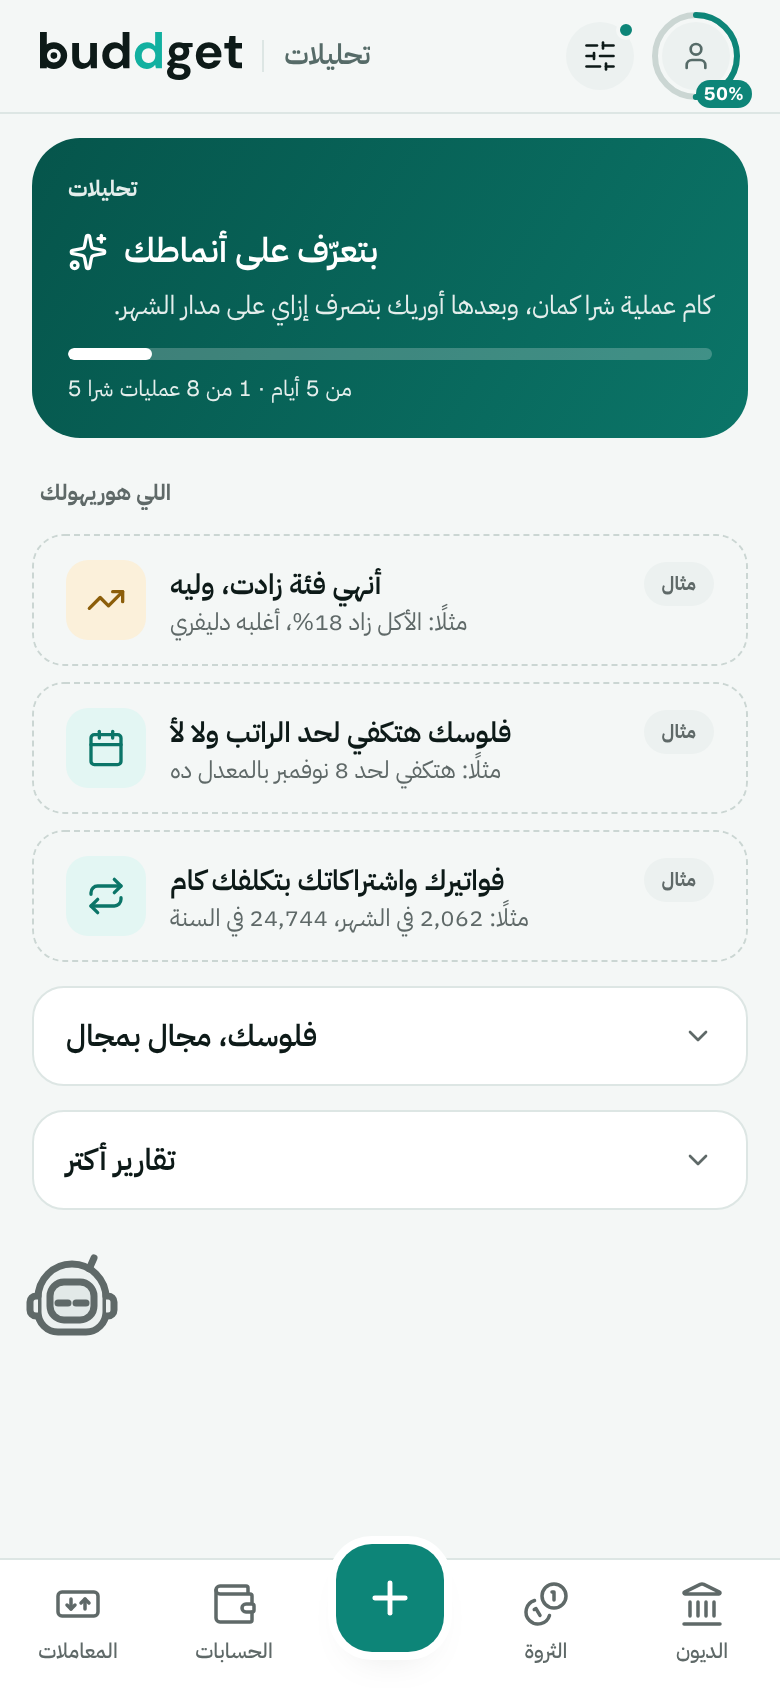 buddget
تحليلات
50%
تحليلات
بتعرّف على أنماطك
كام عملية شرا كمان، وبعدها أوريك بتصرف إزاي على مدار الشهر.
5 من 5 أيام · 1 من 8 عمليات شرا
اللي هوريهولك
أنهي فئة زادت، وليه
مثال
مثلًا: الأكل زاد 18%، أغلبه دليفري
فلوسك هتكفي لحد الراتب ولا لأ
مثال
مثلًا: هتكفي لحد 8 نوفمبر بالمعدل ده
فواتيرك واشتراكاتك بتكلفك كام
مثال
مثلًا: 2,062 في الشهر، 24,744 في السنة
فلوسك، مجال بمجال
تقارير أكتر
المعاملات
الحسابات
الثروة
الديون